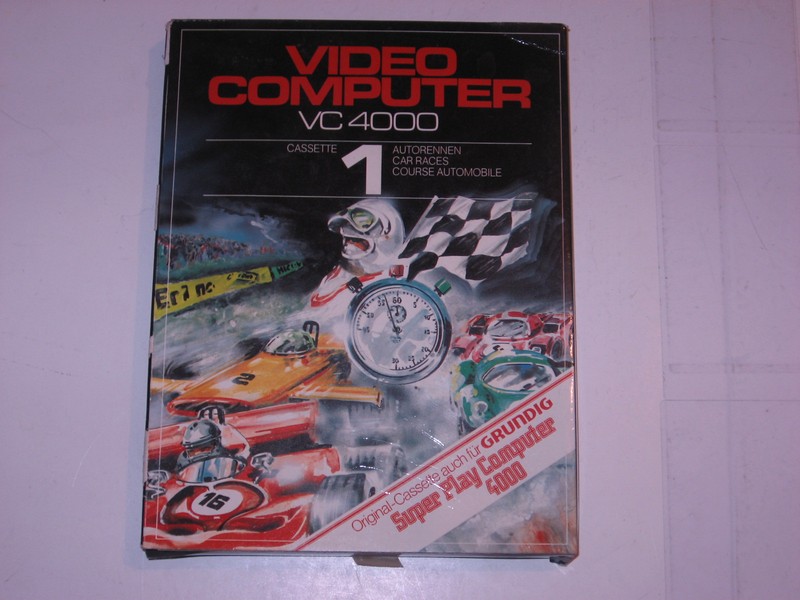 VIDEO
COMPUTER
VC 4000
CASSETTE
1
AUTORENNEN
CAR RACES
COURSE AUTOMOBILE
60
2
16
Original-Cassette auch für GRUNDIG
Super Play Computer
4000